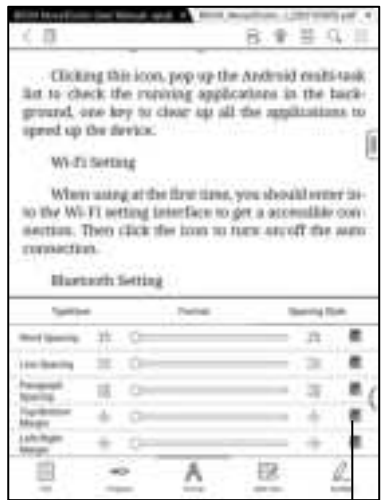 Clicking this icon, pop up the Android multi-task
list to check the running applications in the back-
ground, one key to clear up all the applications to
speed up the device.
Wi-Fi Setting
When using at the first time, you should enter in-
to the Wi-Fi setting interface to get a accessible con-
nection. Then click the icon to turn on/off the auto
connection.
Bluetooth Setting
Typeface Format Spacing Style
Word Spacing
Line Spacing
Paragraph
Spacing
Top/Bottom
Margin
Left/Right
Margin